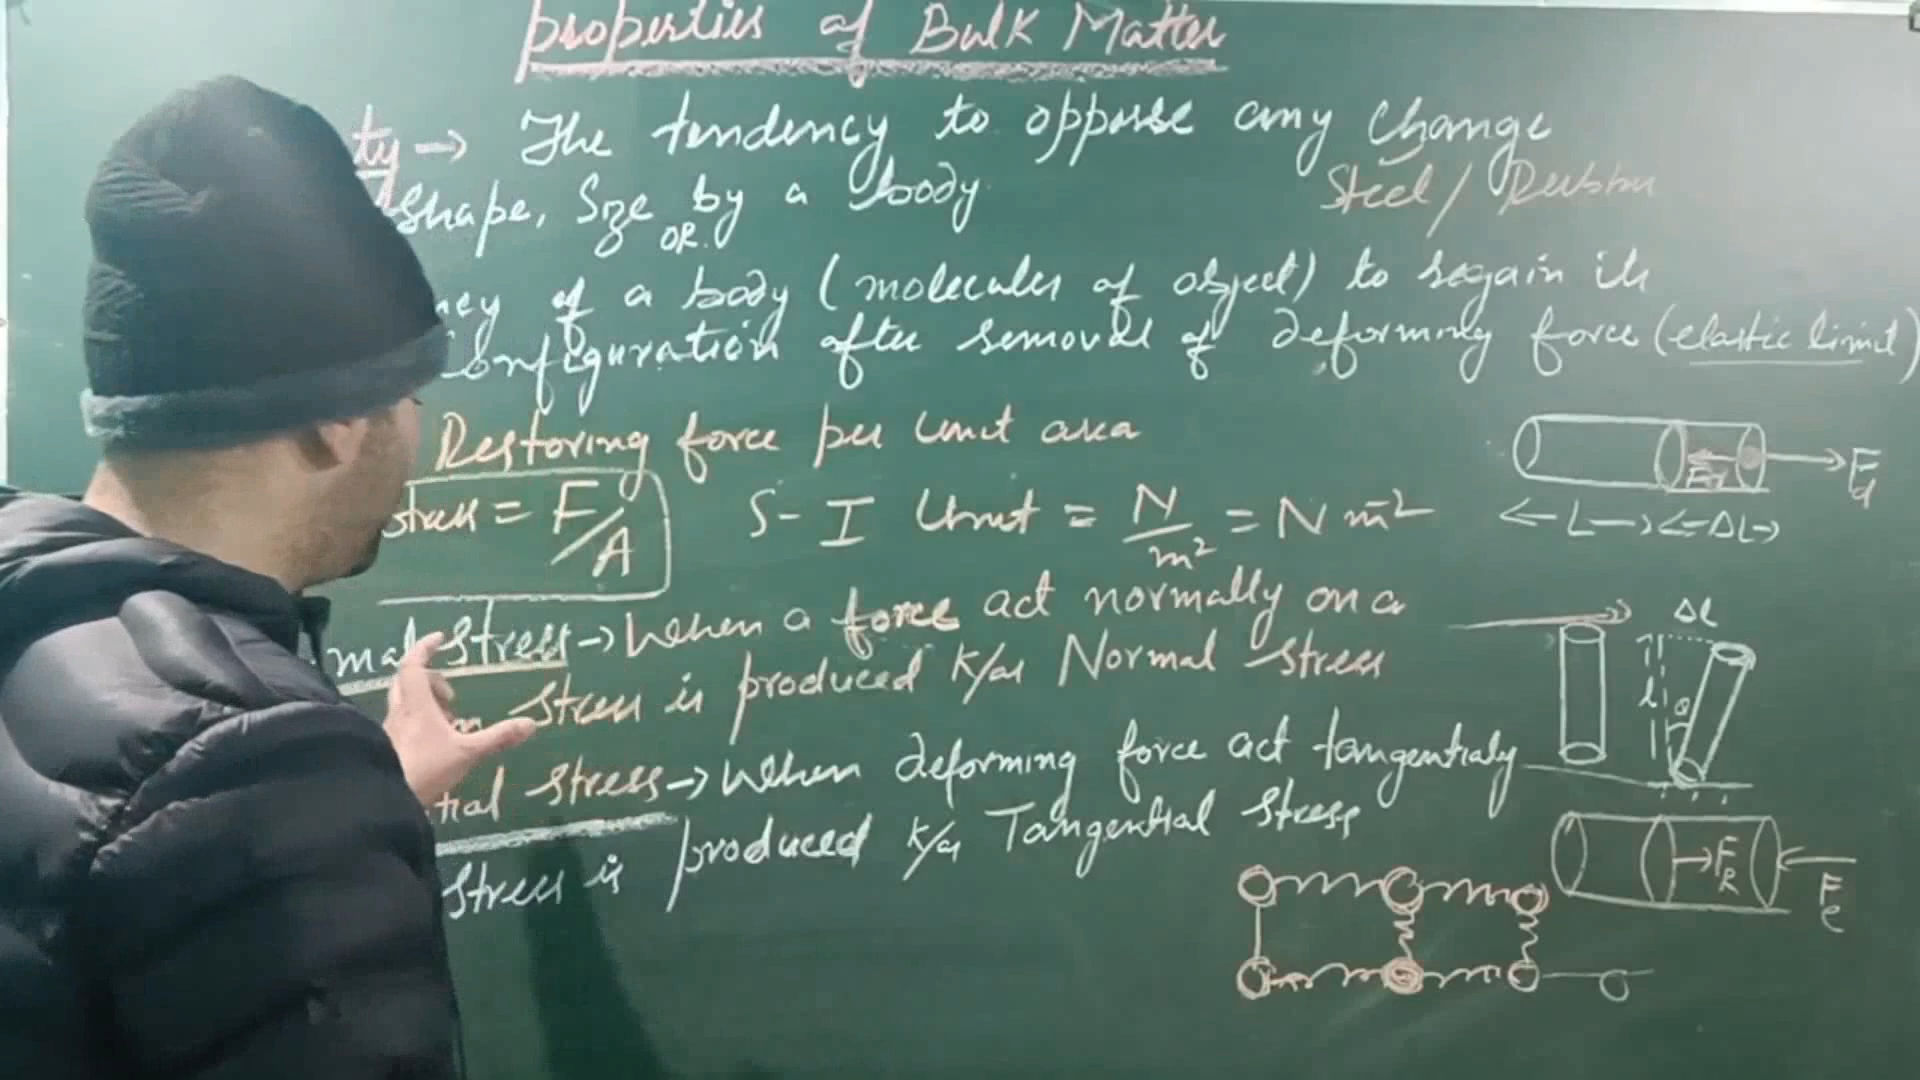 properties of Bulk Matter
ty → The tendency to oppose any change
shape, Size by a body
Steel /
OR.
ncy of a body (molecules of object) to regain its
Configuration after removal of deforming force (elastic limit)
Restoring force per unit area
stress = F/A
S-I Unit = N/m² = N m⁻²
mal stress → When a force act normally on a
stress is produced k/as Normal stress
tial stress → When deforming force act tangentialy
stress is produced k/as Tangential stress
F d
L ΔL
Δl
l θ
F R
F c